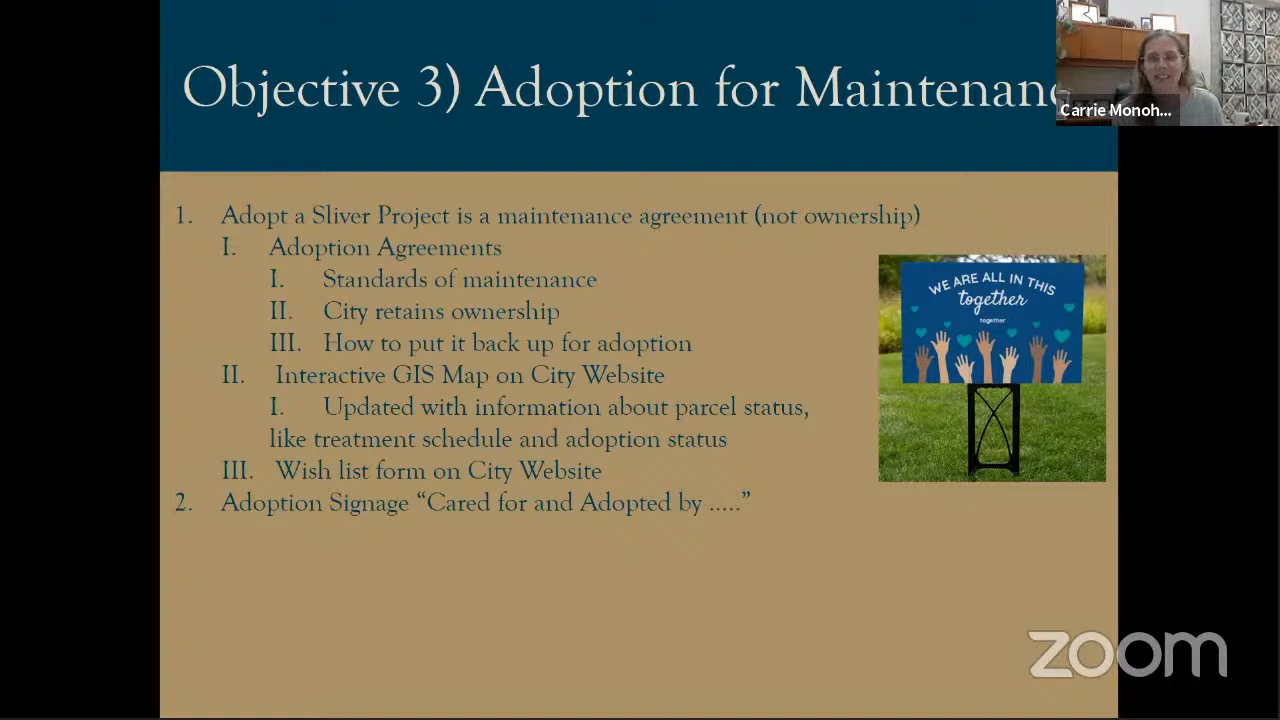 Objective 3) Adoption for Maintenanc
Carrie Monoh...
1. Adopt a Sliver Project is a maintenance agreement (not ownership)
I. Adoption Agreements
I. Standards of maintenance
II. City retains ownership
III. How to put it back up for adoption
II. Interactive GIS Map on City Website
I. Updated with information about parcel status,
like treatment schedule and adoption status
III. Wish list form on City Website
2. Adoption Signage “Cared for and Adopted by .....”
WE ARE ALL IN THIS
together
together
zoom